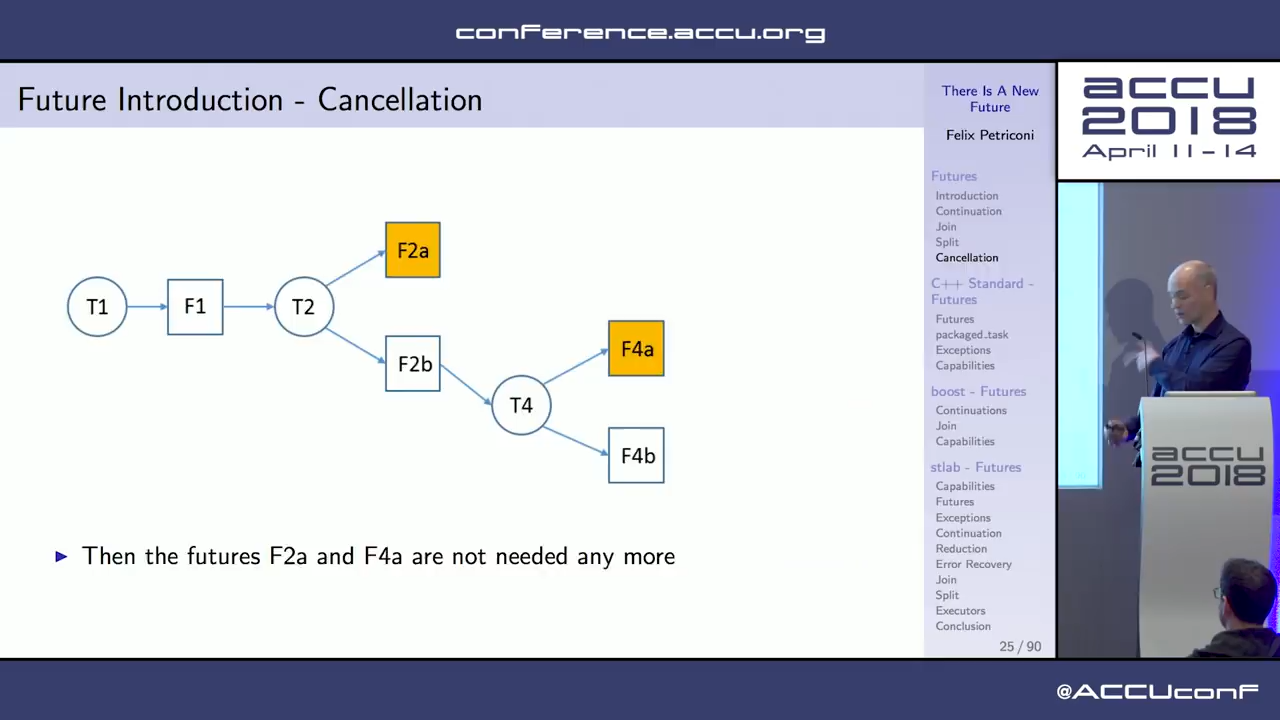 conference.accu.org
Future Introduction - Cancellation
F2a
T1
F1
T2
F2b
F4a
T4
F4b
Then the futures F2a and F4a are not needed any more
There Is A New
Future
Felix Petriconi
Futures
Introduction
Continuation
Join
Split
Cancellation
C++ Standard -
Futures
Futures
packaged_task
Exceptions
Capabilities
boost - Futures
Continuations
Join
Capabilities
stlab - Futures
Capabilities
Futures
Exceptions
Continuation
Reduction
Error Recovery
Join
Split
Executors
Conclusion
25 / 90
accu
2018
April 11-14
accu
2018
@ACCUconf